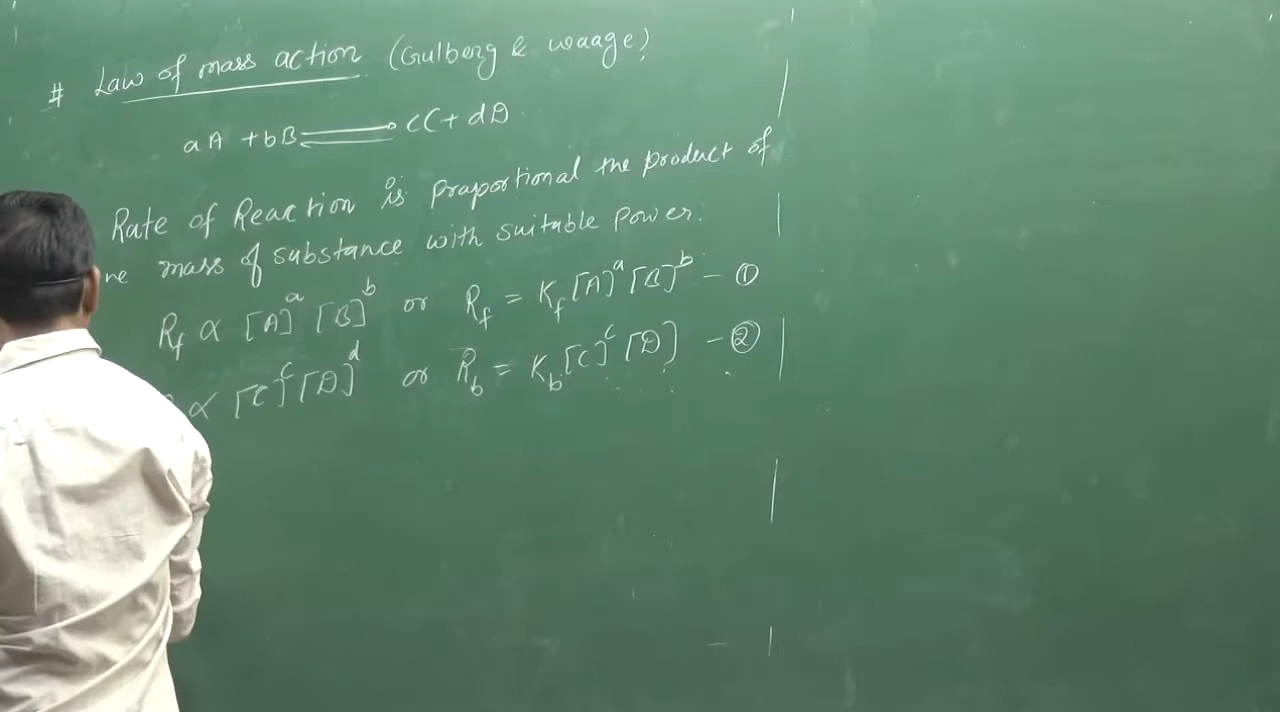 # Law of mass action (Gulberg & waage)
aA + bB ⇌ cC + dD
Rate of Reaction is proportional the product of
mass of substance with suitable power.
R_f ∝ [A]^a [B]^b or R_f = K_f [A]^a [B]^b - ①
∝ [C]^c [D]^d or R_b = K_b [C]^c [D] - ②